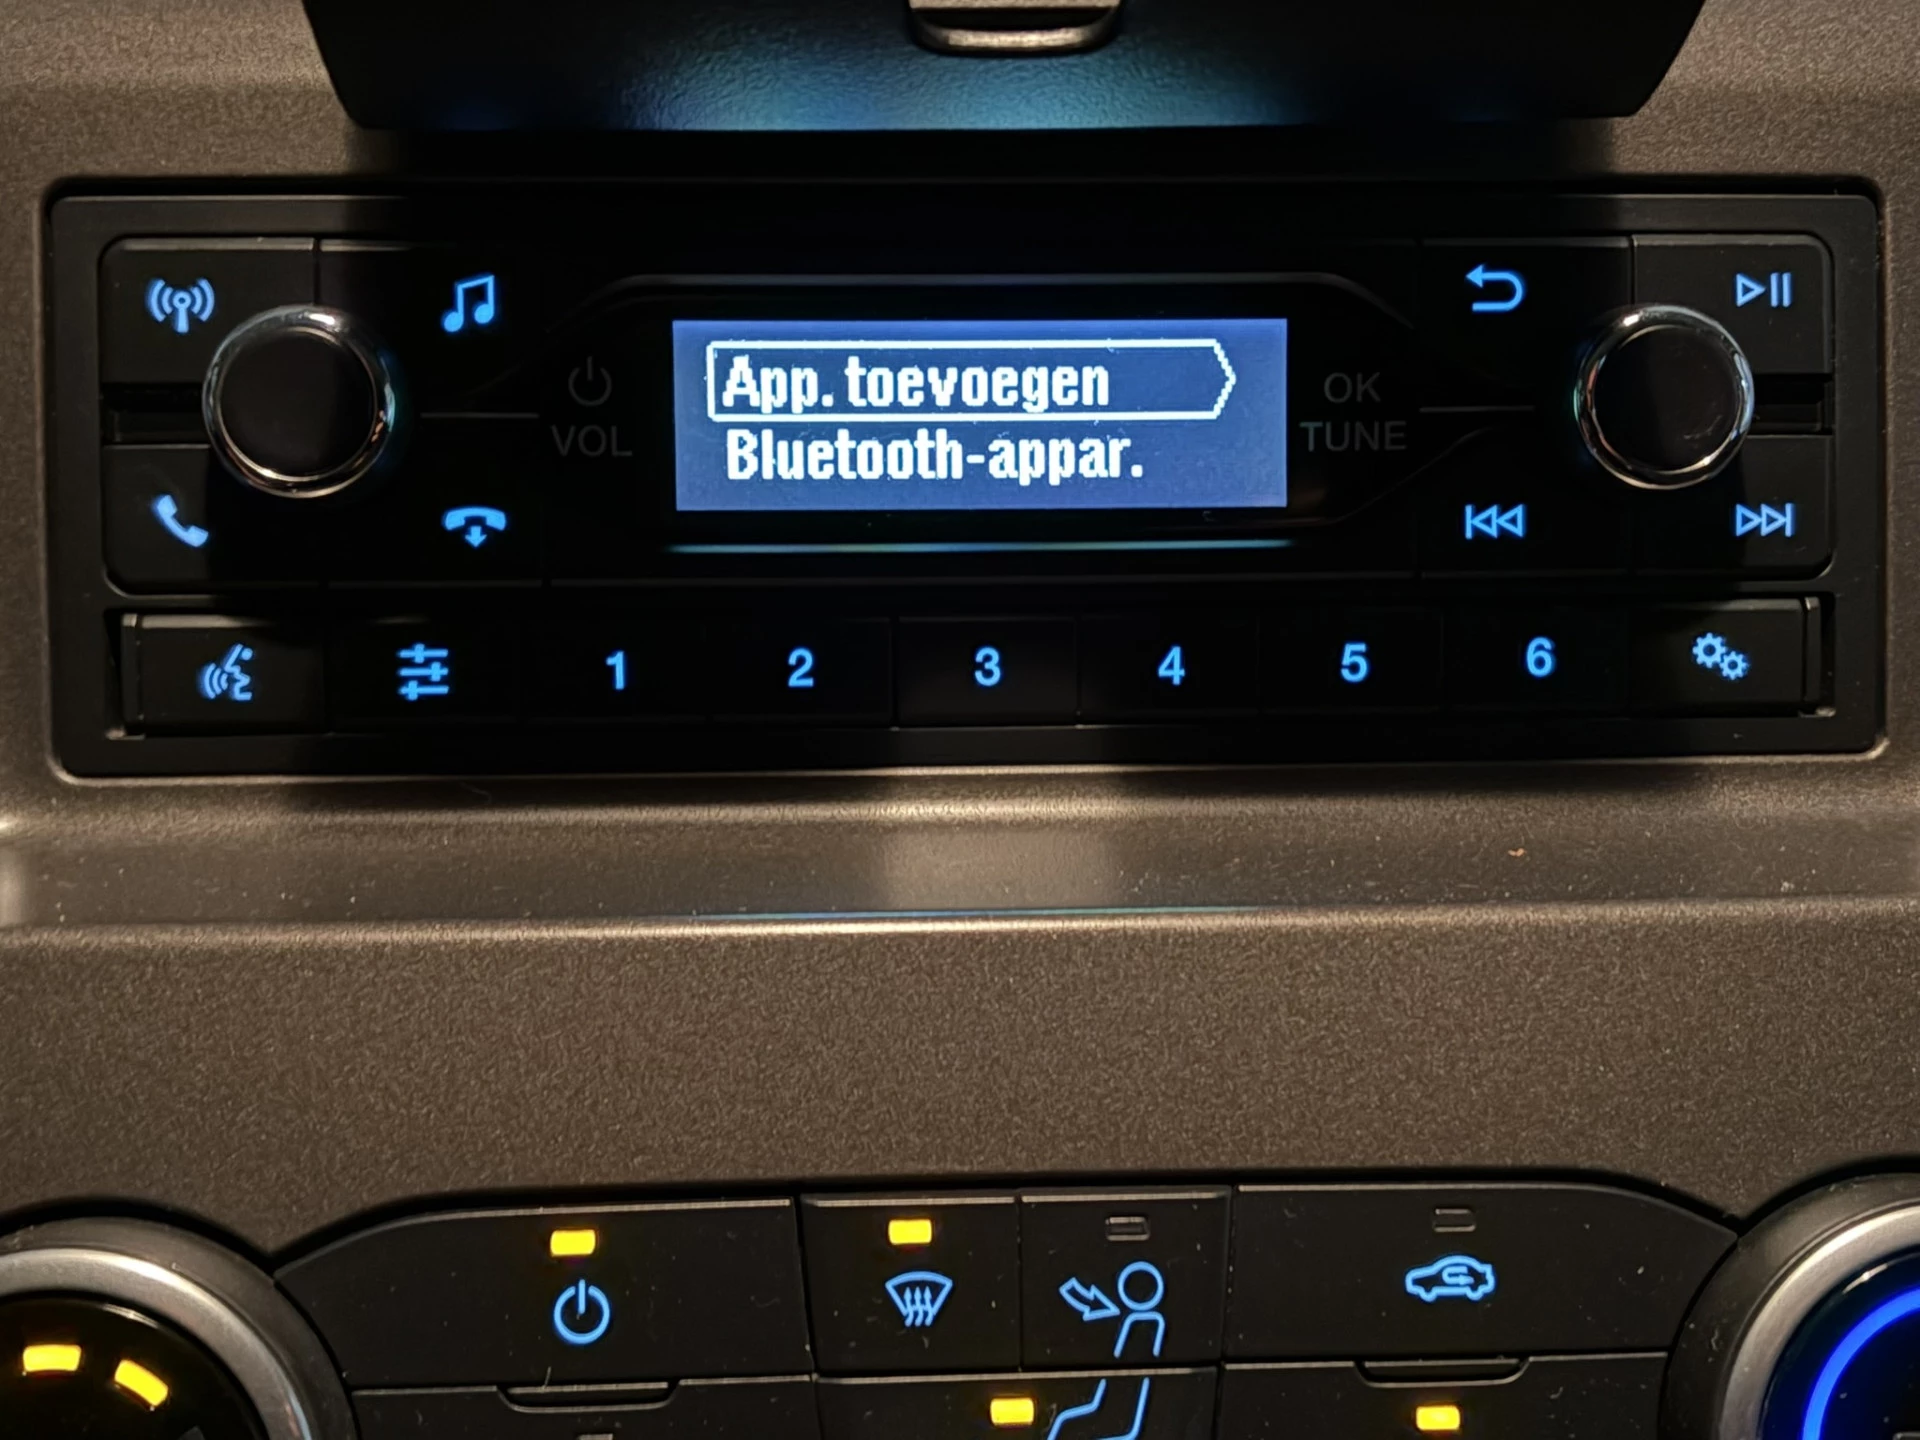 App. toevoegen
Bluetooth-appar.
VOL
OK
TUNE
1 2 3 4 5 6